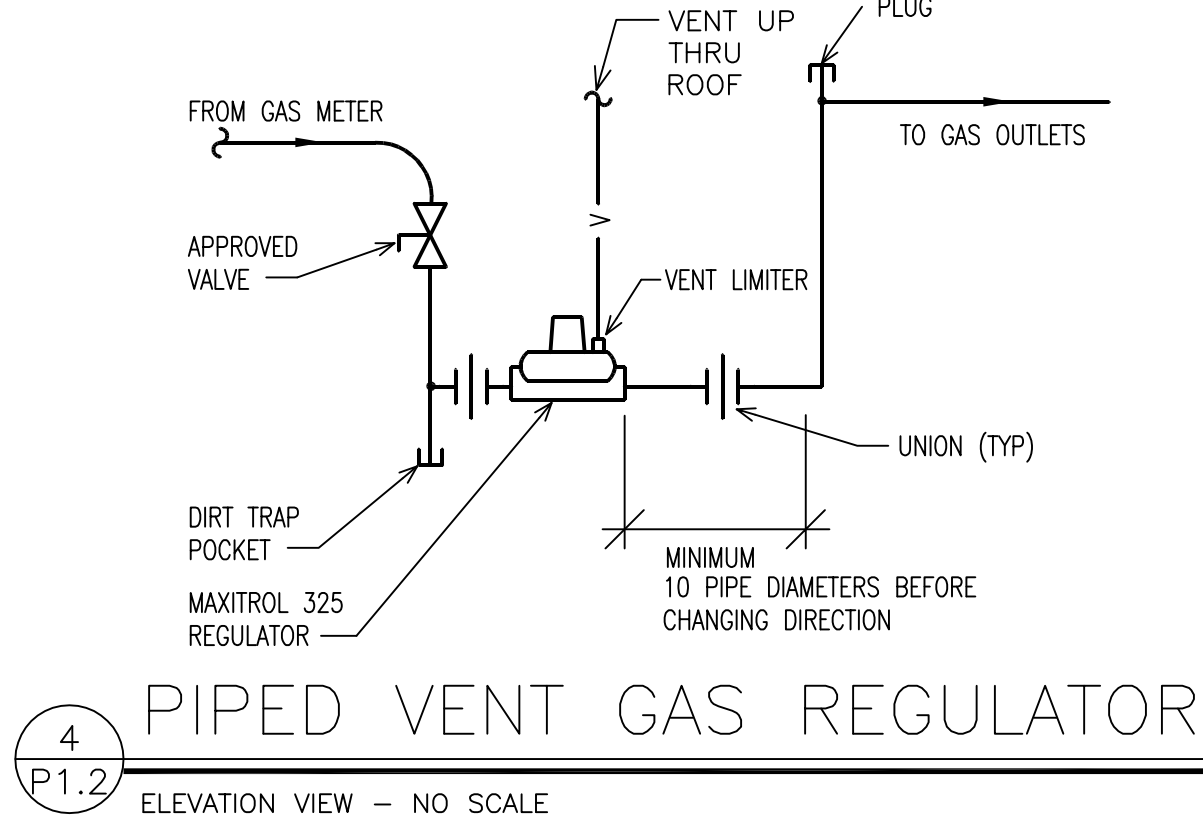 PLUG
VENT UP
THRU
ROOF
FROM GAS METER
TO GAS OUTLETS
APPROVED
VALVE
V
VENT LIMITER
UNION (TYP)
DIRT TRAP
POCKET
MINIMUM
10 PIPE DIAMETERS BEFORE
CHANGING DIRECTION
MAXITROL 325
REGULATOR
4
P1.2
PIPED VENT GAS REGULATOR
ELEVATION VIEW – NO SCALE